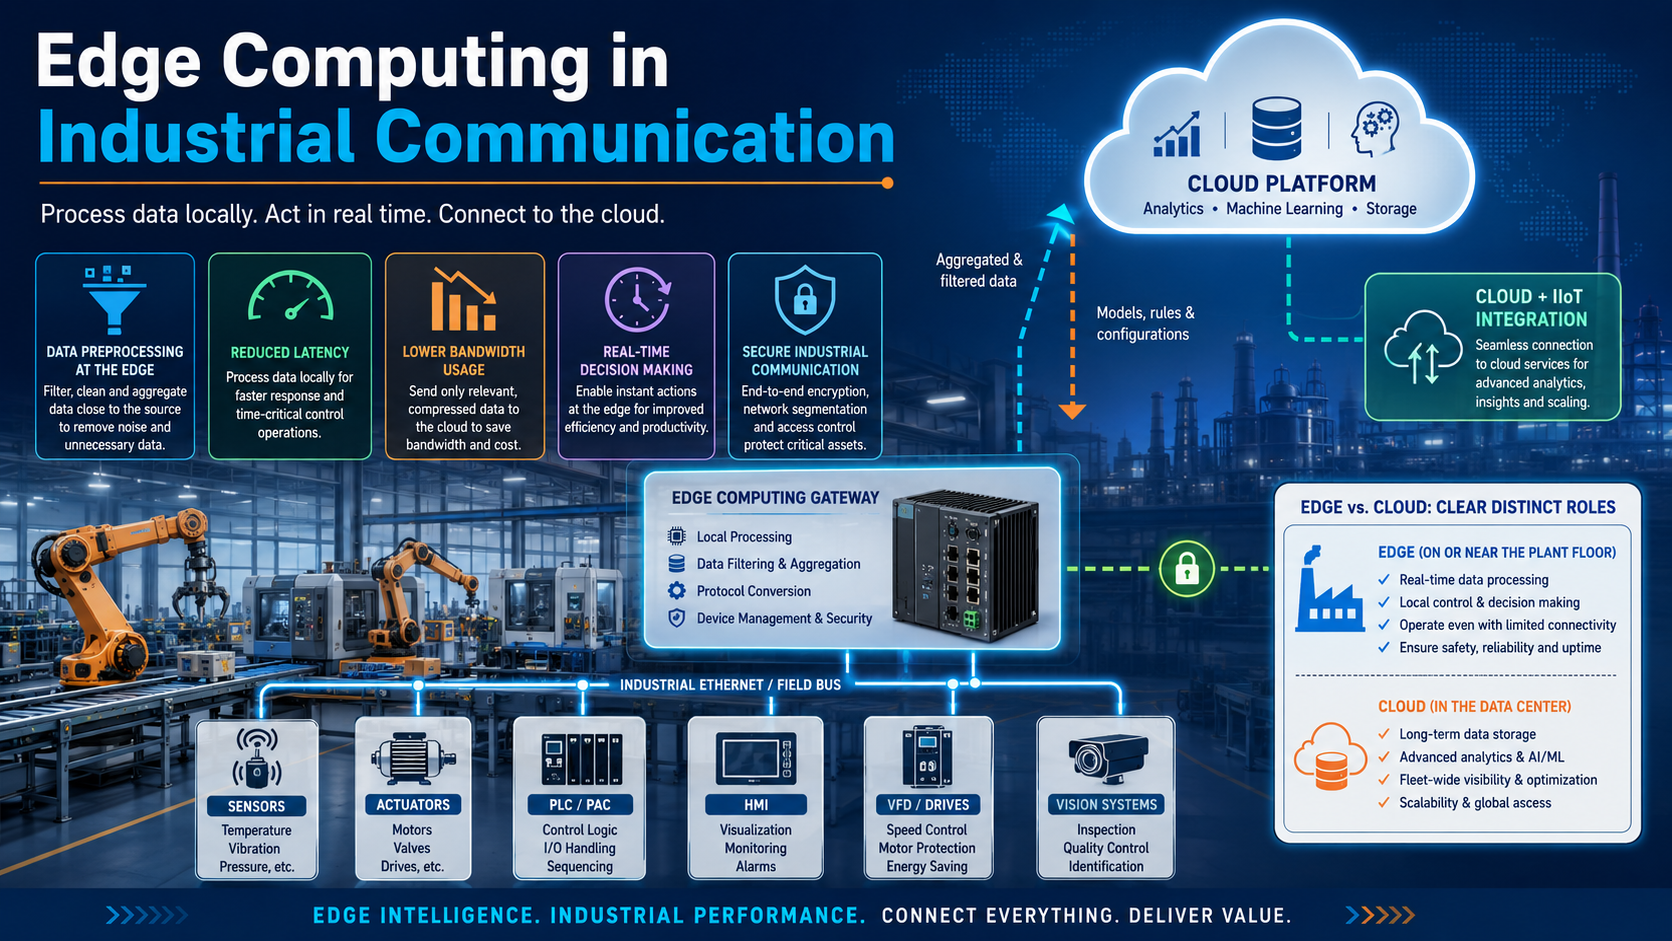 Edge Computing in
Industrial Communication
Process data locally. Act in real time. Connect to the cloud.
DATA PREPROCESSING
AT THE EDGE
Filter, clean and aggregate
data close to the source
to remove noise and
unnecessary data.
REDUCED LATENCY
Process data locally for
faster response and
time-critical control
operations.
LOWER BANDWIDTH
USAGE
Send only relevant,
compressed data to
the cloud to save
bandwidth and cost.
REAL-TIME
DECISION MAKING
Enable instant actions
at the edge for improved
efficiency and productivity.
SECURE INDUSTRIAL
COMMUNICATION
End-to-end encryption,
network segmentation
and access control
protect critical assets.
CLOUD PLATFORM
Analytics • Machine Learning • Storage
Aggregated &
filtered data
Models, rules &
configurations
CLOUD + IIoT
INTEGRATION
Seamless connection
to cloud services for
advanced analytics,
insights and scaling.
EDGE COMPUTING GATEWAY
Local Processing
Data Filtering & Aggregation
Protocol Conversion
Device Management & Security
EDGE vs. CLOUD: CLEAR DISTINCT ROLES
EDGE (ON OR NEAR THE PLANT FLOOR)
Real-time data processing
Local control & decision making
Operate even with limited connectivity
Ensure safety, reliability and uptime
CLOUD (IN THE DATA CENTER)
Long-term data storage
Advanced analytics & AI/ML
Fleet-wide visibility & optimization
Scalability & global access
INDUSTRIAL ETHERNET / FIELD BUS
SENSORS
Temperature
Vibration
Pressure, etc.
ACTUATORS
Motors
Valves
Drives, etc.
PLC / PAC
Control Logic
I/O Handling
Sequencing
HMI
Visualization
Monitoring
Alarms
VFD / DRIVES
Speed Control
Motor Protection
Energy Saving
VISION SYSTEMS
Inspection
Quality Control
Identification
EDGE INTELLIGENCE. INDUSTRIAL PERFORMANCE. CONNECT EVERYTHING. DELIVER VALUE.